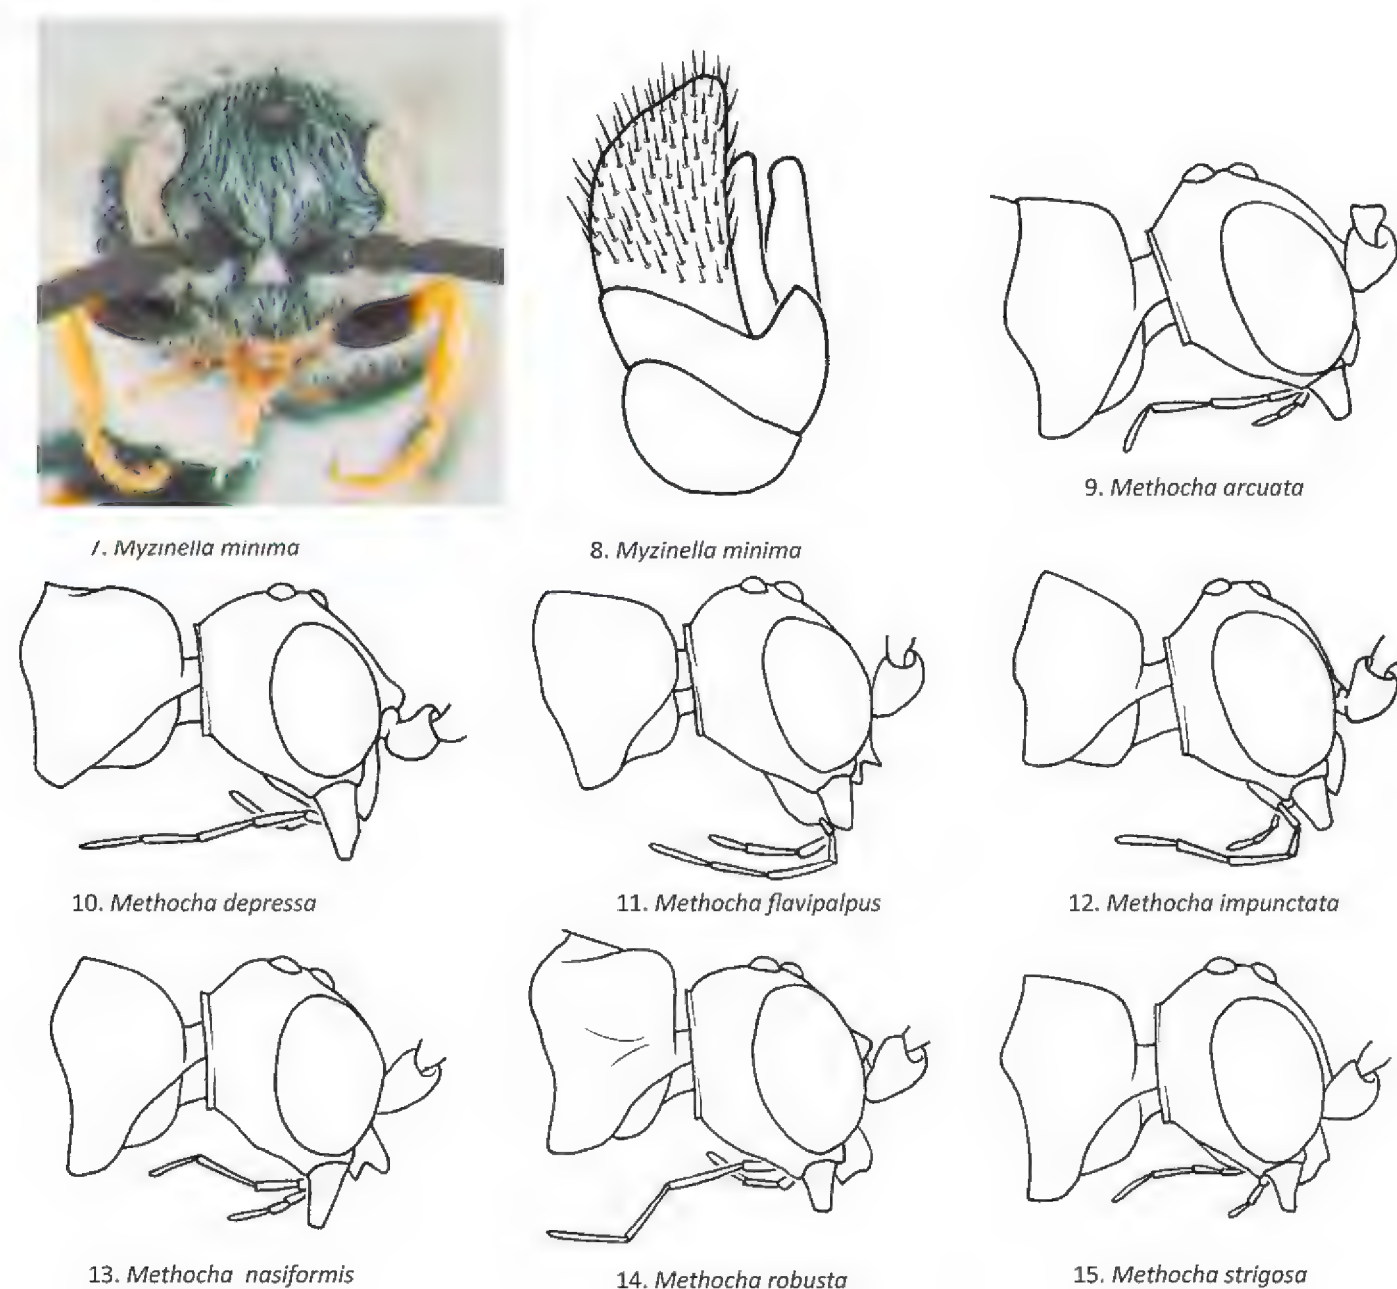 7. Myzinella minima
8. Myzinella minima
9. Methocha arcuata
10. Methocha depressa
11. Methocha flavipalpus
12. Methocha impunctata
13. Methocha nasiformis
14. Methocha robusta
15. Methocha strigosa